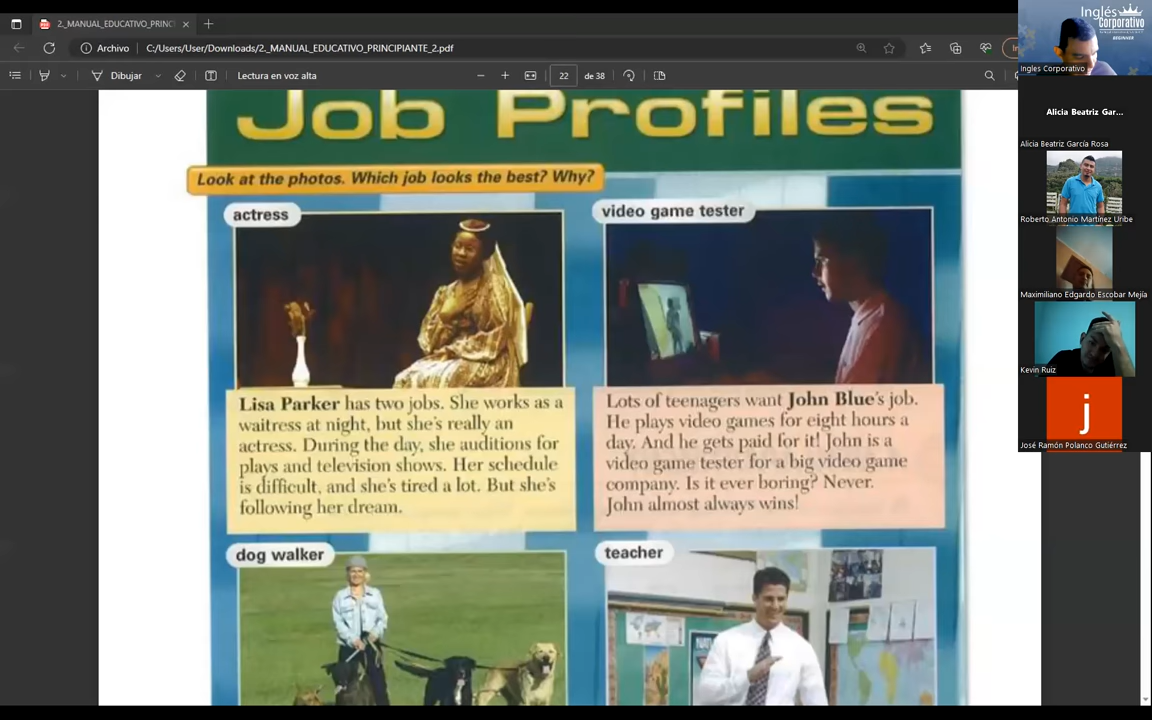 2._MANUAL_EDUCATIVO_PRINC
Archivo
C:/Users/User/Downloads/2._MANUAL_EDUCATIVO_PRINCIPIANTE_2.pdf
Dibujar
Lectura en voz alta
22
de 38
Job Profiles
Look at the photos. Which job looks the best? Why?
actress
Lisa Parker has two jobs. She works as a
waitress at night, but she's really an
actress. During the day, she auditions for
plays and television shows. Her schedule
is difficult, and she's tired a lot. But she's
following her dream.
video game tester
Lots of teenagers want John Blue's job.
He plays video games for eight hours a
day. And he gets paid for it! John is a
video game tester for a big video game
company. Is it ever boring? Never.
John almost always wins!
dog walker
teacher
Inglés
Corporativo
BEGINNER
Ingles Corporativo
Alicia Beatriz Gar...
Alicia Beatriz García Rosa
Roberto Antonio Martínez Uribe
Maximiliano Edgardo Escobar Mejía
Kevin Ruiz
j
José Ramón Polanco Gutiérrez